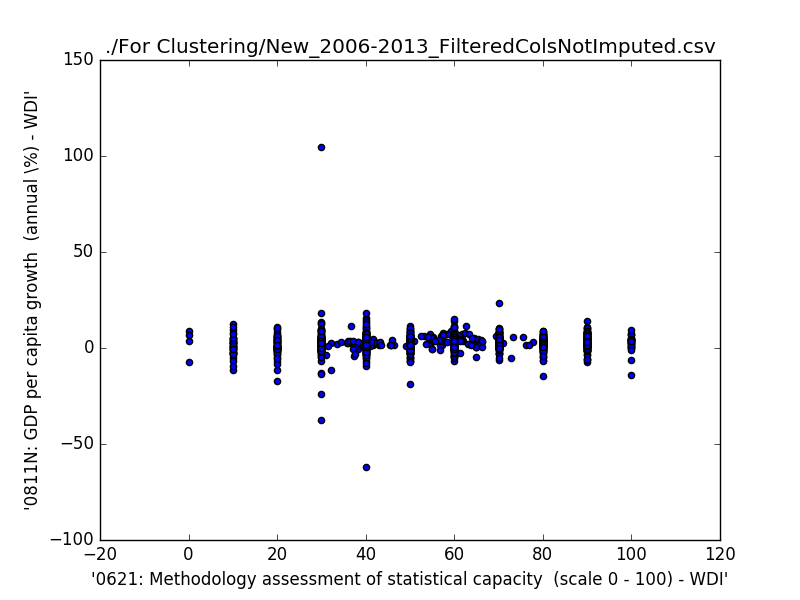 ./For Clustering/New_2006-2013_FilteredColsNotImputed.csv
150
100
50
0
−50
−100
−20 0 20 40 60 80 100 120
'0811N: GDP per capita growth  (annual \%) - WDI'
'0621: Methodology assessment of statistical capacity  (scale 0 - 100) - WDI'